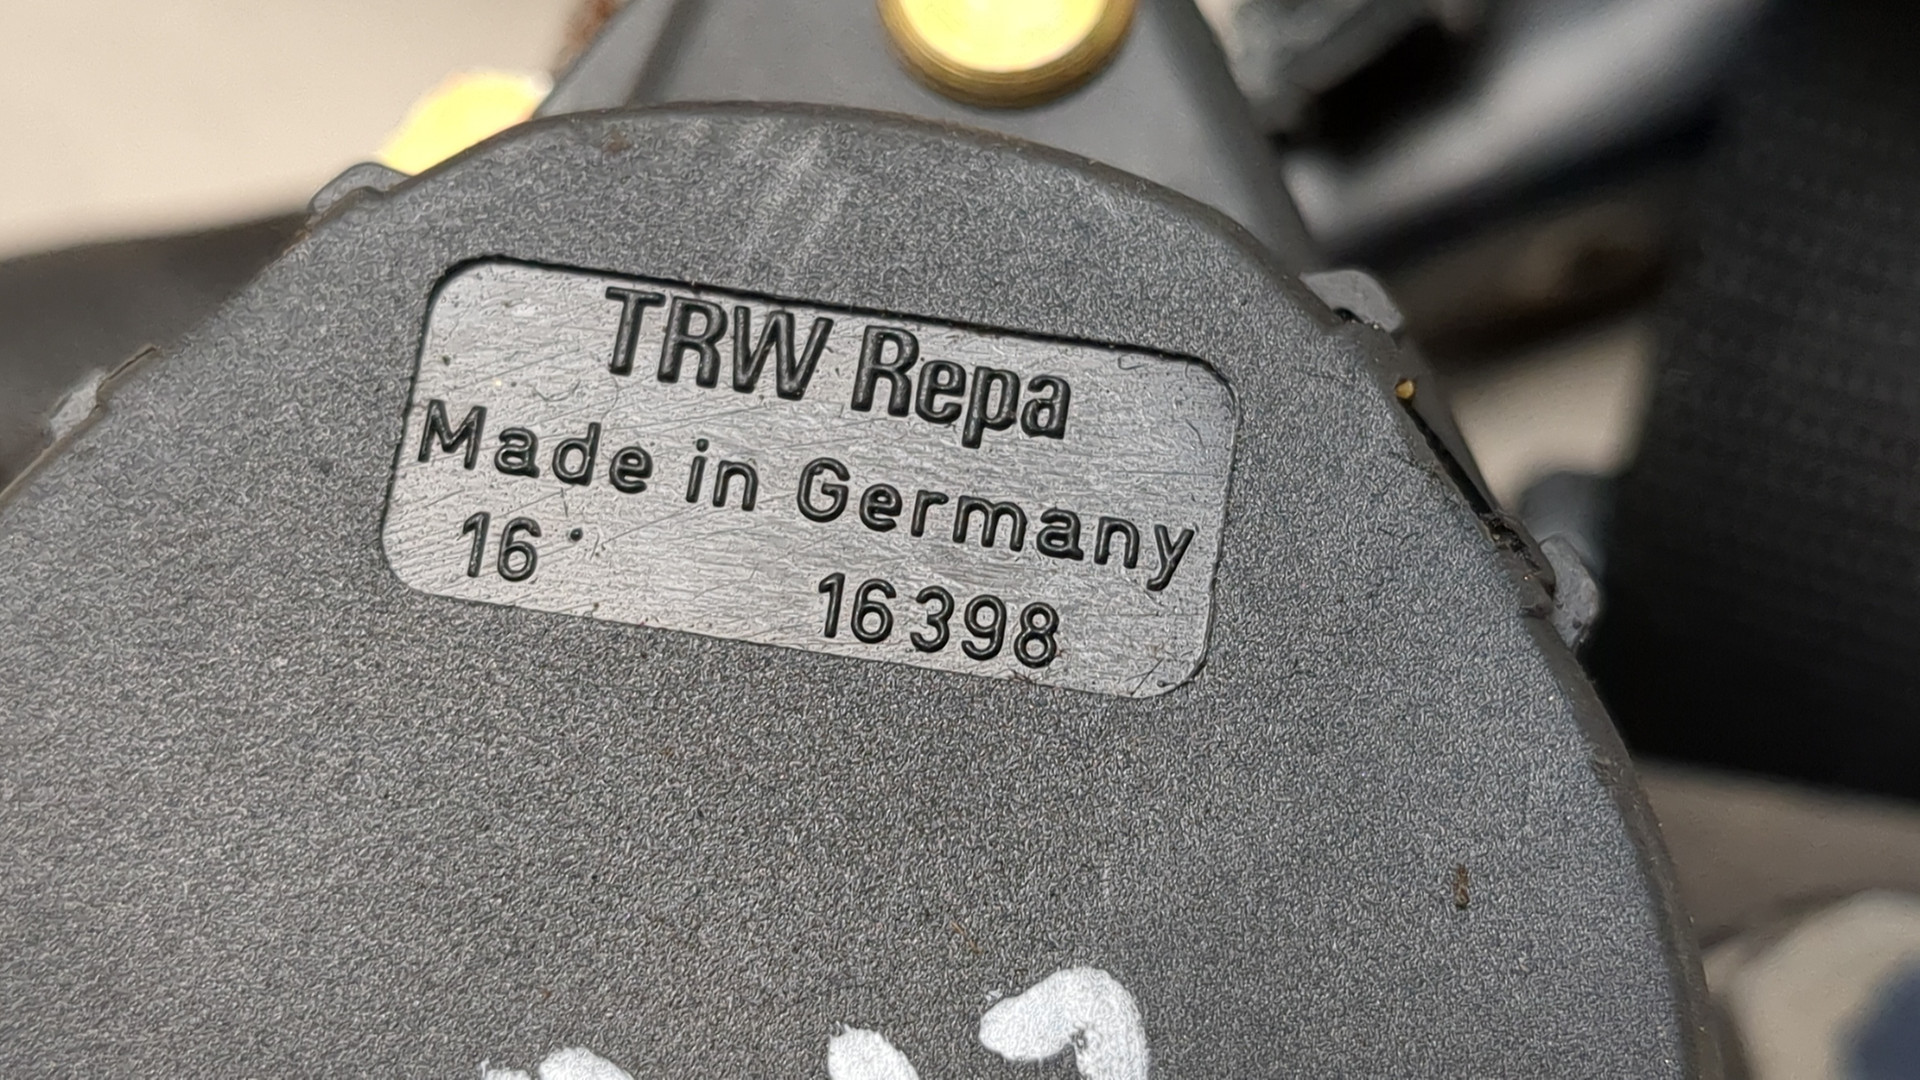 TRW Repa
Made in Germany
16
16398